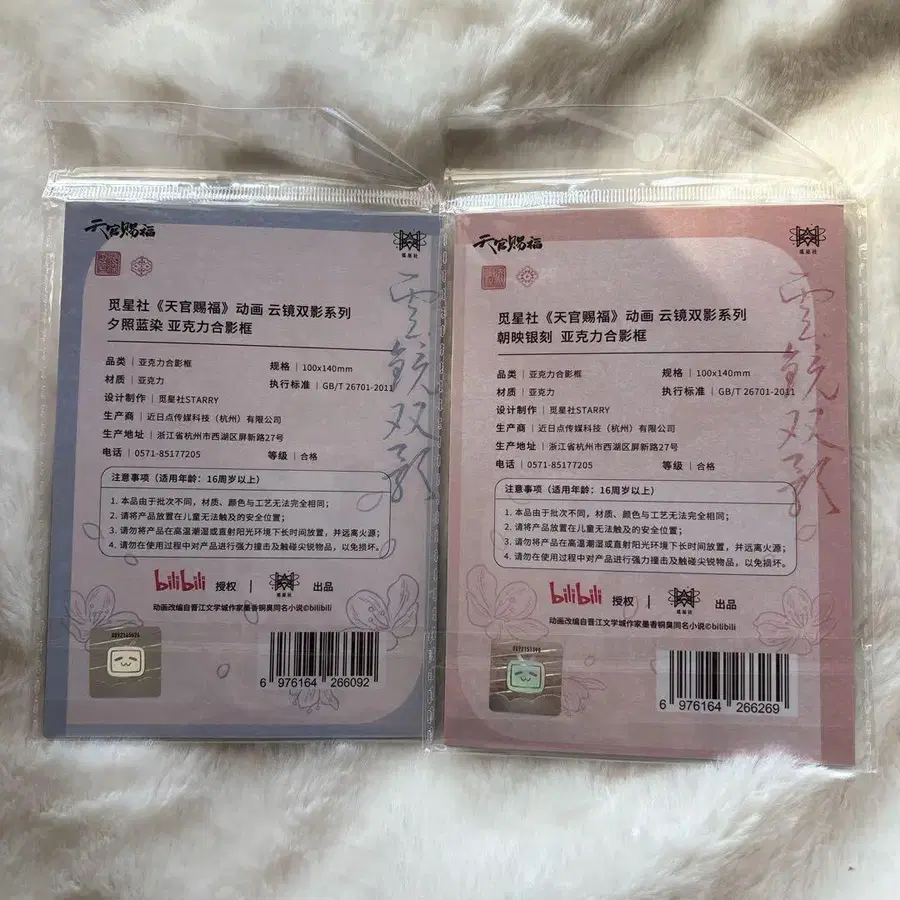 天官赐福
觅星社
雲鏡双影
觅星社《天官赐福》动画 云镜双影系列
夕照蓝染 亚克力合影框
品类 | 亚克力合影框
规格 | 100x140mm
材质 | 亚克力
执行标准 | GB/T 26701-2011
设计制作 | 觅星社STARRY
生产商 | 近日点传媒科技（杭州）有限公司
生产地址 | 浙江省杭州市西湖区屏新路27号
电话 | 0571-85177205
等级 | 合格
注意事项（适用年龄：16周岁以上）
1. 本品由于批次不同，材质、颜色与工艺无法完全相同；
2. 请将产品放置在儿童无法触及的安全位置；
3. 请勿将产品在高温潮湿或直射阳光环境下长时间放置，并远离火源；
4. 请勿在使用过程中对产品进行强力撞击及触碰尖锐物品，以免损坏。
bilibili 授权 | 觅星社 出品
动画改编自晋江文学城作家墨香铜臭同名小说©bilibili
6 976164 266092
天官赐福
觅星社
雲鏡双影
觅星社《天官赐福》动画 云镜双影系列
朝映银刻 亚克力合影框
品类 | 亚克力合影框
规格 | 100x140mm
材质 | 亚克力
执行标准 | GB/T 26701-2011
设计制作 | 觅星社STARRY
生产商 | 近日点传媒科技（杭州）有限公司
生产地址 | 浙江省杭州市西湖区屏新路27号
电话 | 0571-85177205
等级 | 合格
注意事项（适用年龄：16周岁以上）
1. 本品由于批次不同，材质、颜色与工艺无法完全相同；
2. 请将产品放置在儿童无法触及的安全位置；
3. 请勿将产品在高温潮湿或直射阳光环境下长时间放置，并远离火源；
4. 请勿在使用过程中对产品进行强力撞击及触碰尖锐物品，以免损坏。
bilibili 授权 | 觅星社 出品
动画改编自晋江文学城作家墨香铜臭同名小说©bilibili
6 976164 266269